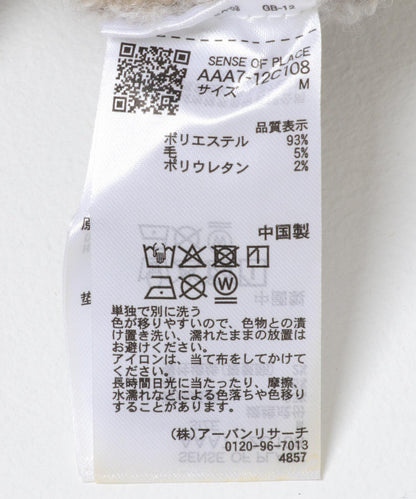 GB-12
SENSE OF PLACE
AAA7-12C108
サイズ M
品質表示
ポリエステル 93%
毛 5%
ポリウレタン 2%
中国製
単独で別に洗う
色が移りやすいので、色物との漬
け置き洗い、濡れたままの放置は
お避けください。
アイロンは、当て布をしてかけて
ください。
長時間日光に当たったり、摩擦、
水濡れなどによる色落ちや色移り
することがあります。
(株)アーバンリサーチ
0120-96-7013
4857